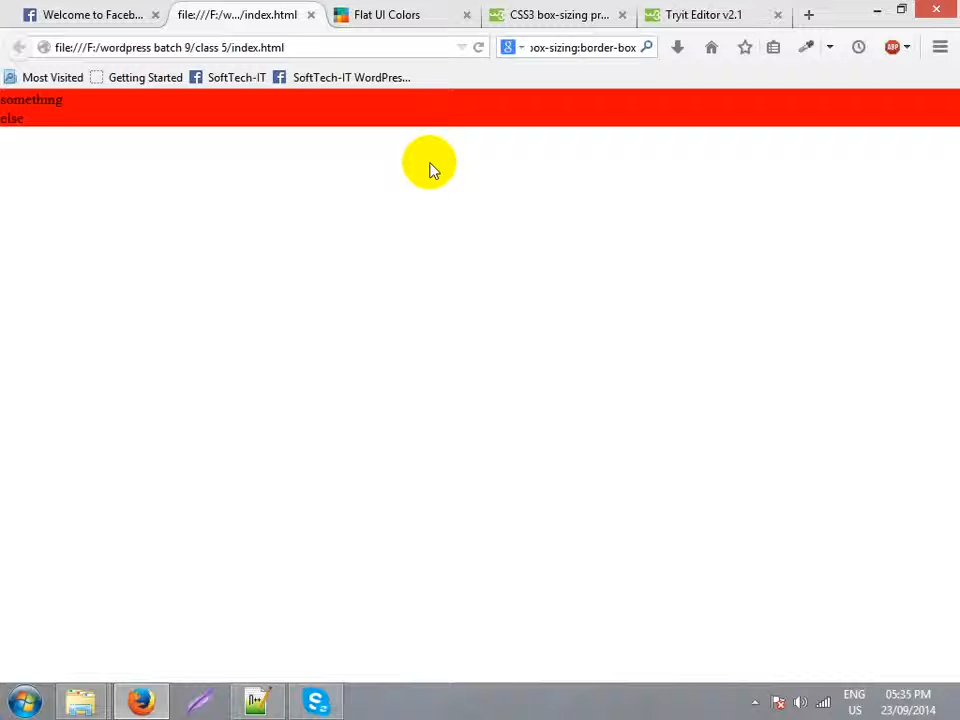 Welcome to Faceb...
file:///F:/w.../index.html
Flat UI Colors
CSS3 box-sizing pr...
Tryit Editor v2.1
file:///F:/wordpress batch 9/class 5/index.html
ox-sizing:border-box
ABP
Most Visited
Getting Started
SoftTech-IT
SoftTech-IT WordPres...
something
else
ENG
US
05:35 PM
23/09/2014